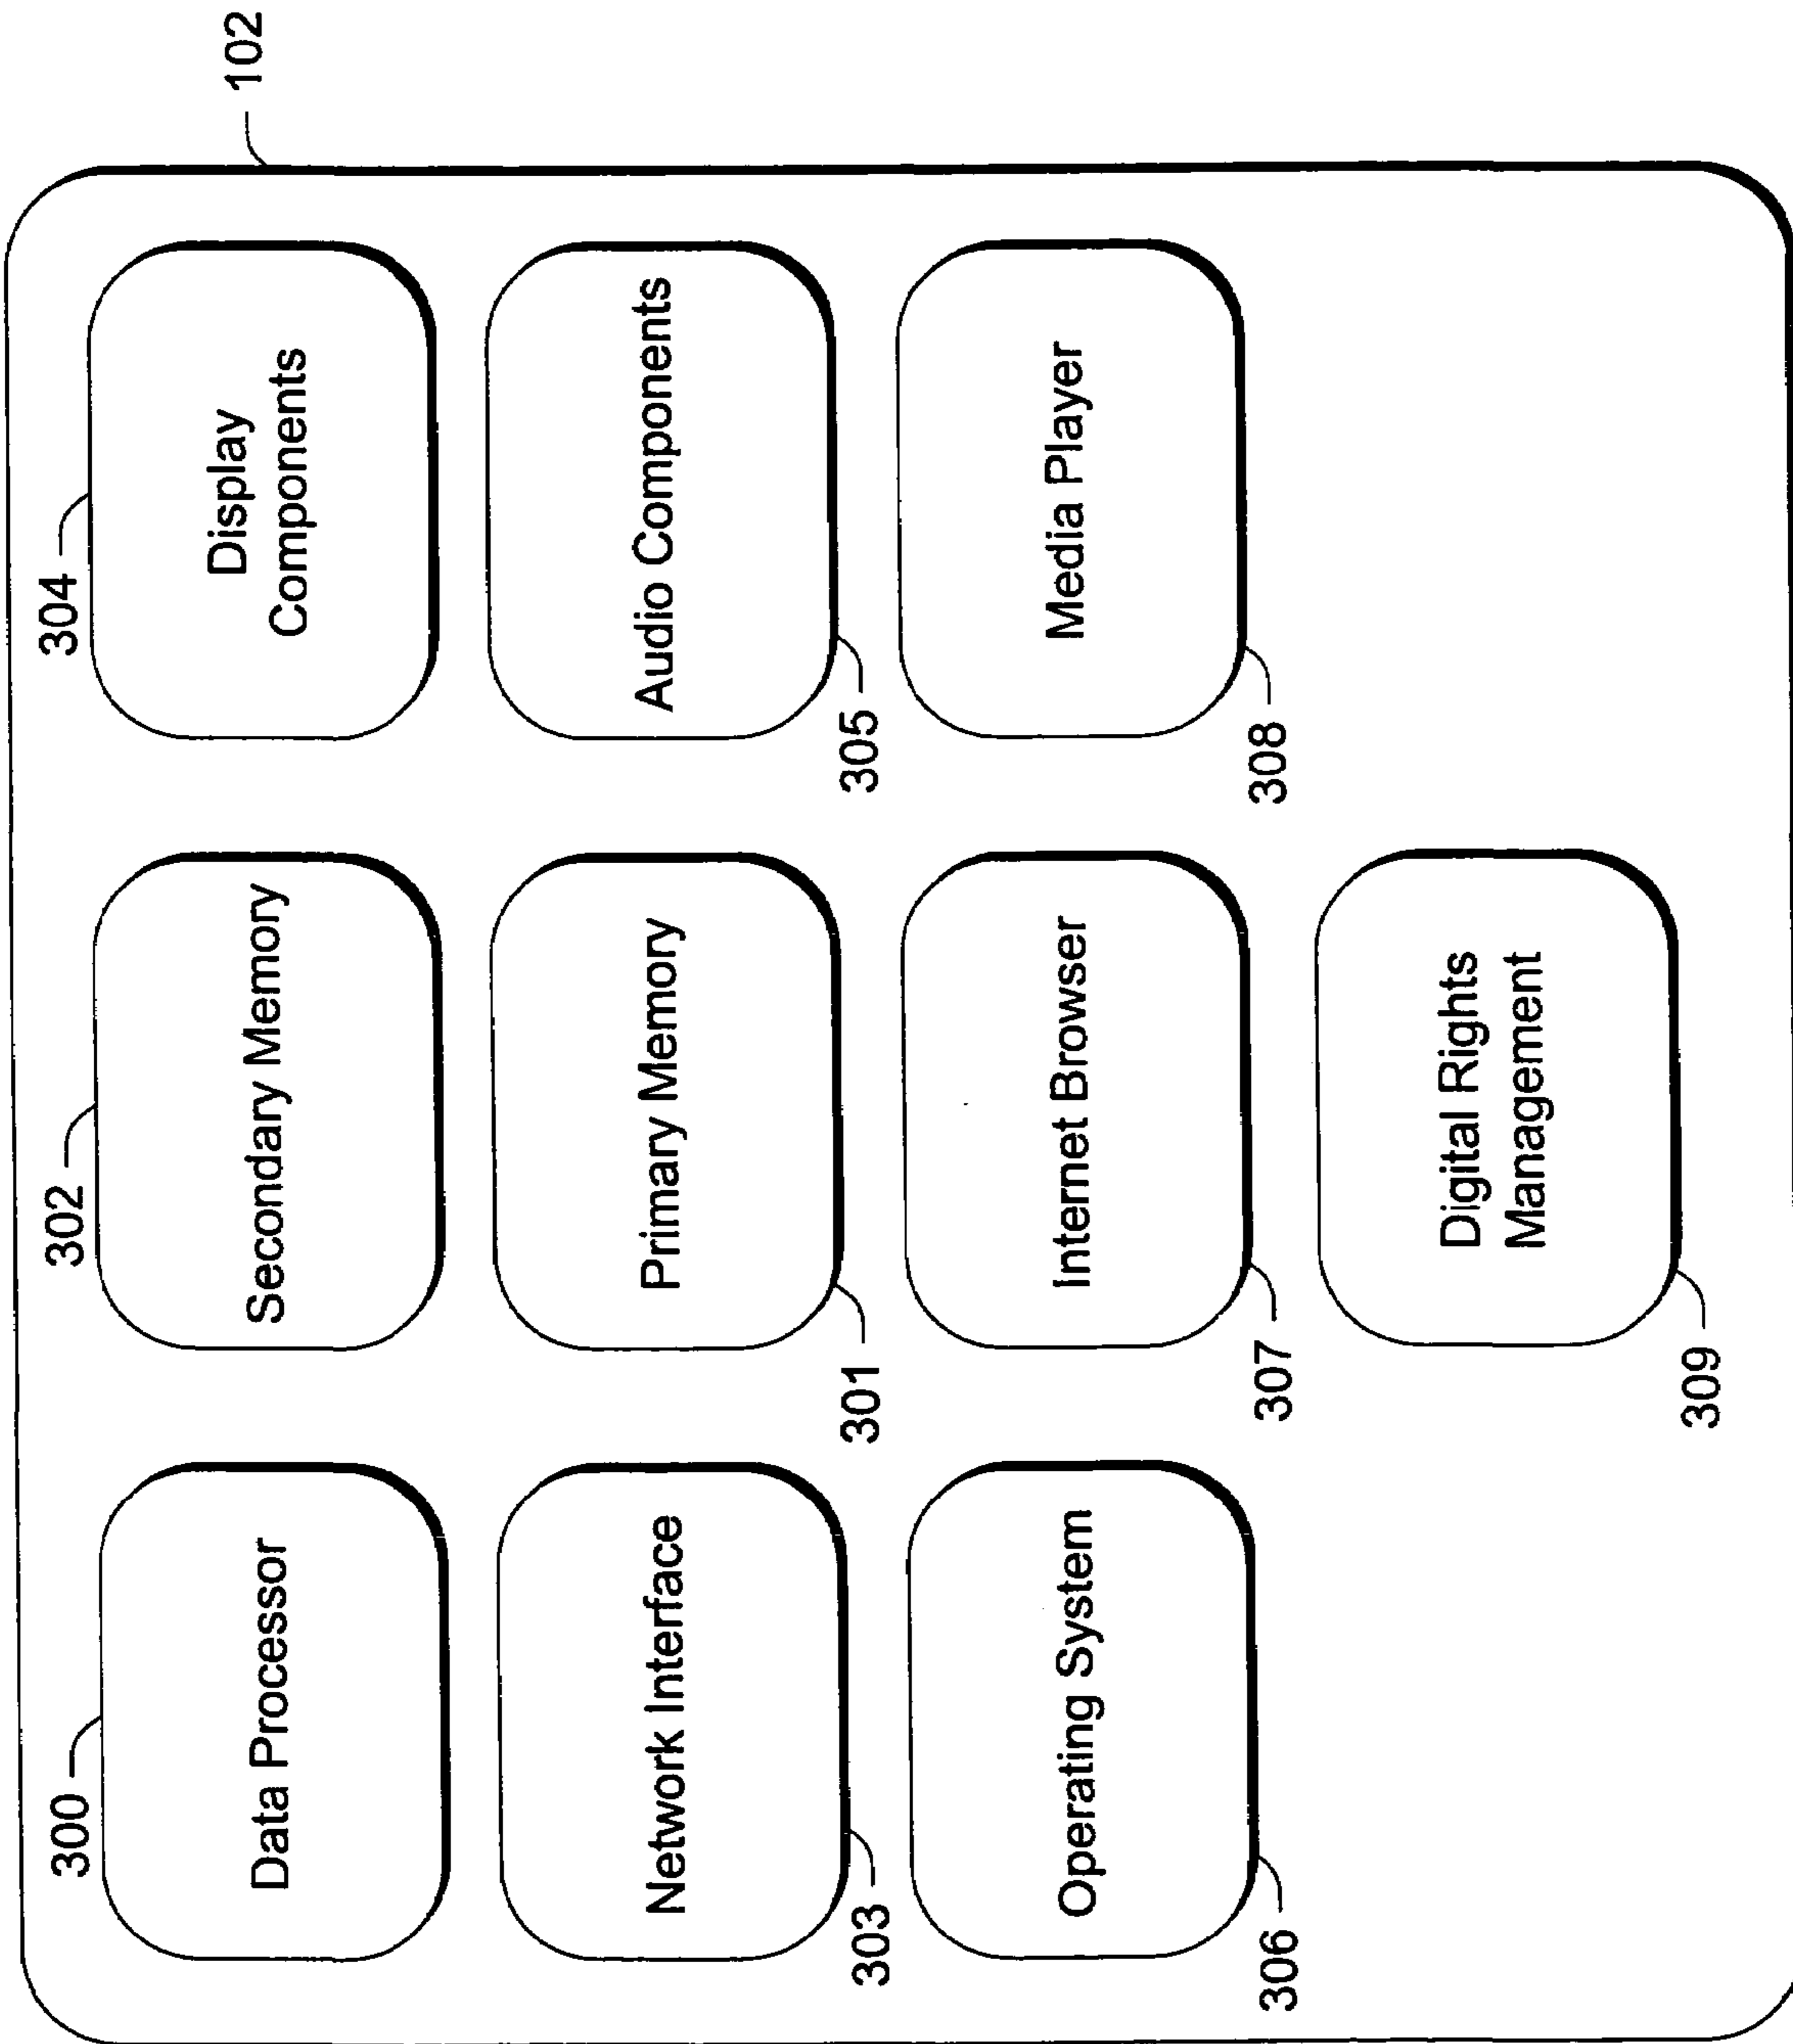 102
300
Data Processor
302
Secondary Memory
304
Display
Components
Network Interface
303
Primary Memory
301
Audio Components
305
Operating System
306
Internet Browser
307
Media Player
308
Digital Rights
Management
309